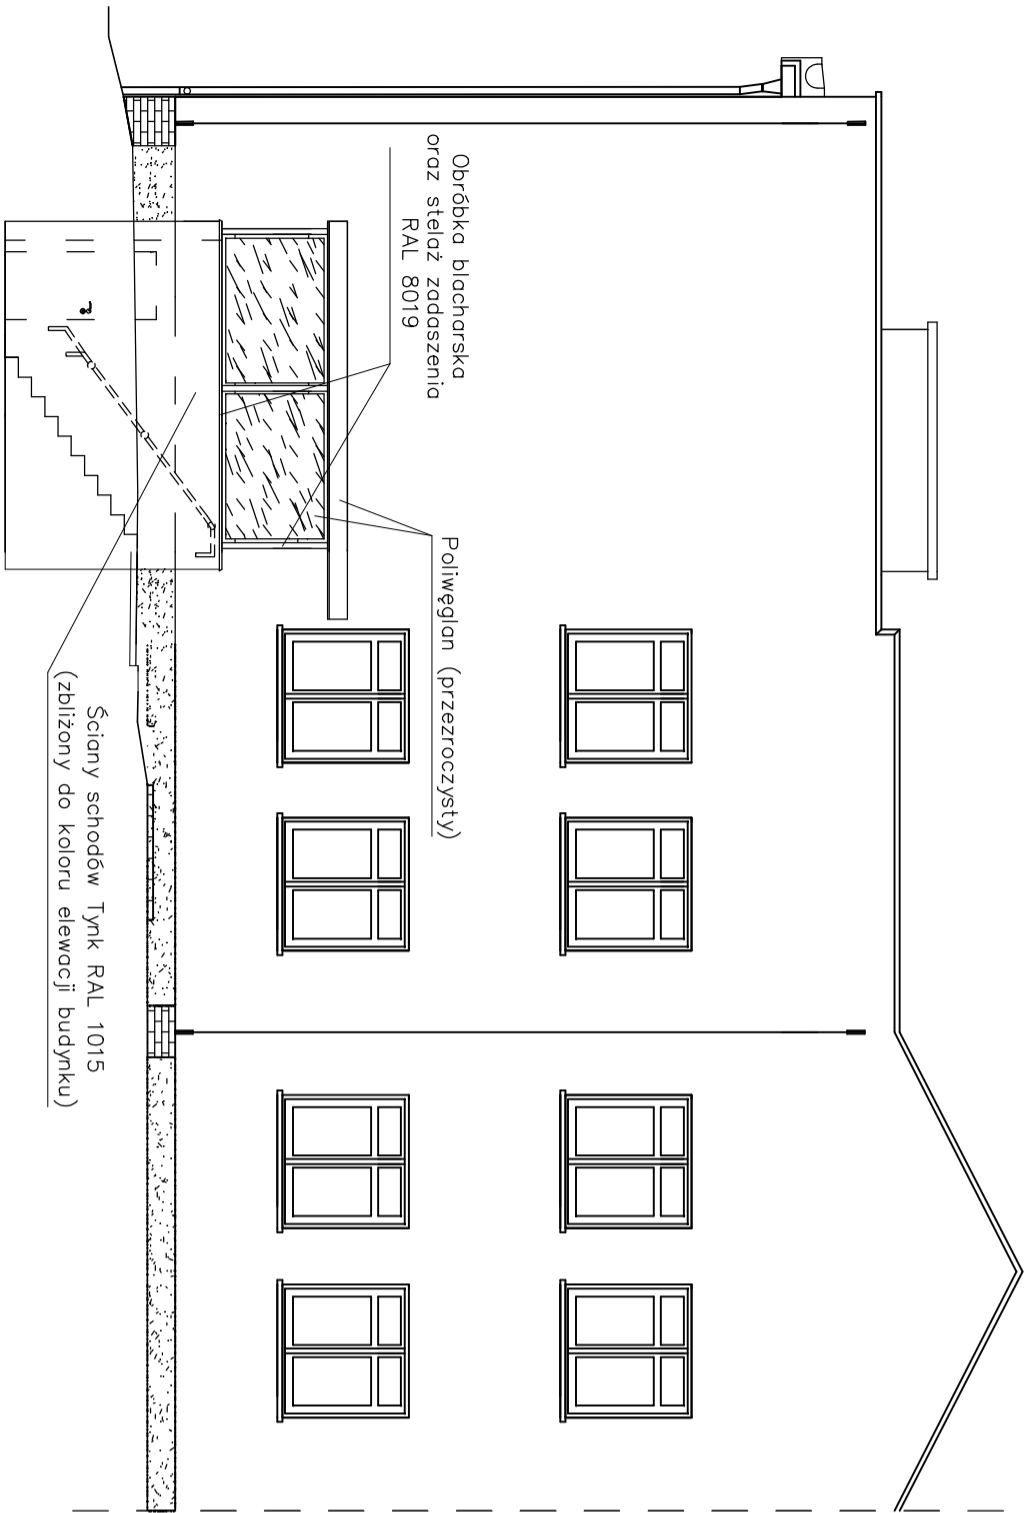 Obróbka blacharska
oraz stelaż zadaszenia
RAL 8019
Poliwęglan (przezroczysty)
Ściany schodów Tynk RAL 1015
(zbliżony do koloru elewacji budynku)